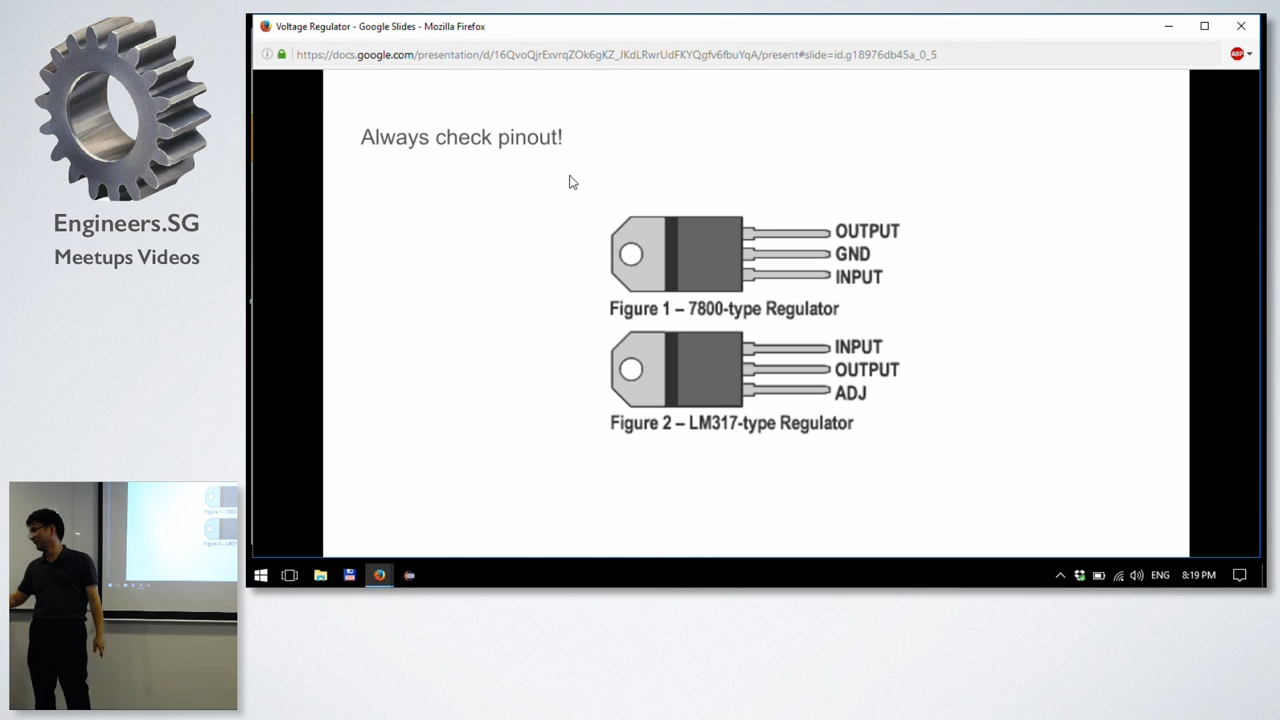 Engineers.SG
Meetups Videos
Voltage Regulator - Google Slides - Mozilla Firefox
https://docs.google.com/presentation/d/16QvoQjrExvrqZOk6gKZ_JKdLRwrUdFKYQgfv6fbuYqA/present#slide=id.g18976db45a_0_5
ABP
Always check pinout!
OUTPUT
GND
INPUT
Figure 1 – 7800-type Regulator
INPUT
OUTPUT
ADJ
Figure 2 – LM317-type Regulator
ENG
8:19 PM